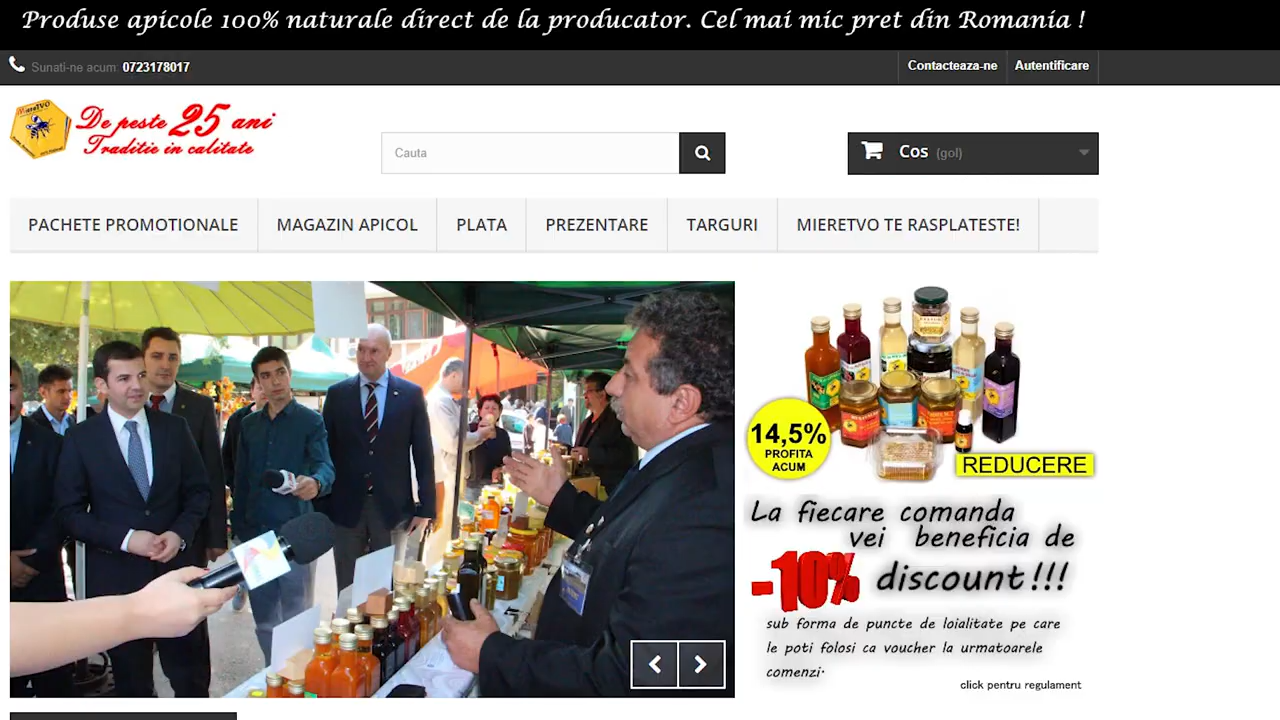 Produse apicole 100% naturale direct de la producator. Cel mai mic pret din Romania !
Sunati-ne acum: 0723178017
Contacteaza-ne
Autentificare
MiereTVO
De peste 25 ani
Traditie in calitate
Cauta
Cos (gol)
PACHETE PROMOTIONALE
MAGAZIN APICOL
PLATA
PREZENTARE
TARGURI
MIERETVO TE RASPLATESTE!
14,5%
PROFITA
ACUM
REDUCERE
La fiecare comanda
vei beneficia de
-10% discount!!!
sub forma de puncte de loialitate pe care
le poti folosi ca voucher la urmatoarele
comenzi.
click pentru regulament